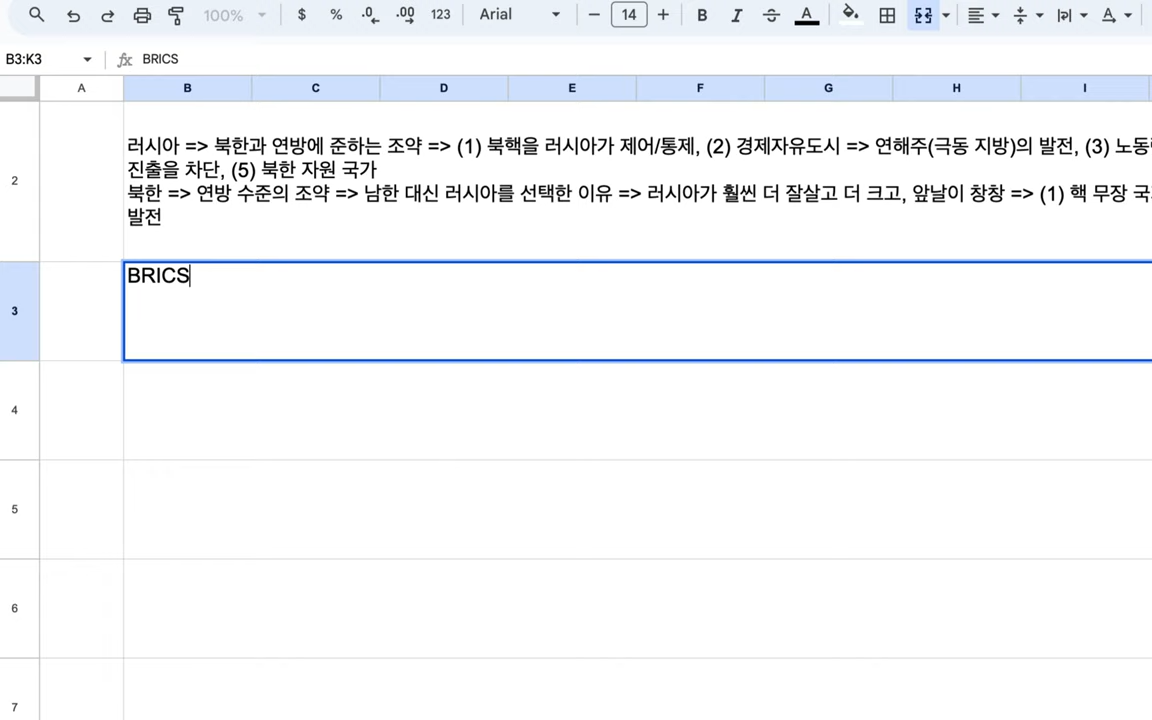 100% $ % .0 .00 123 Arial 14 B I A A
B3:K3 fx BRICS
A B C D E F G H I
2
러시아 => 북한과 연방에 준하는 조약 => (1) 북핵을 러시아가 제어/통제, (2) 경제자유도시 => 연해주(극동 지방)의 발전, (3)
진출을 차단, (5) 북한 자원 국가
북한 => 연방 수준의 조약 => 남한 대신 러시아를 선택한 이유 => 러시아가 훨씬 더 잘살고 더 크고, 앞날이 창창 => (1) 핵 무장
발전
3
BRICS
4
5
6
7